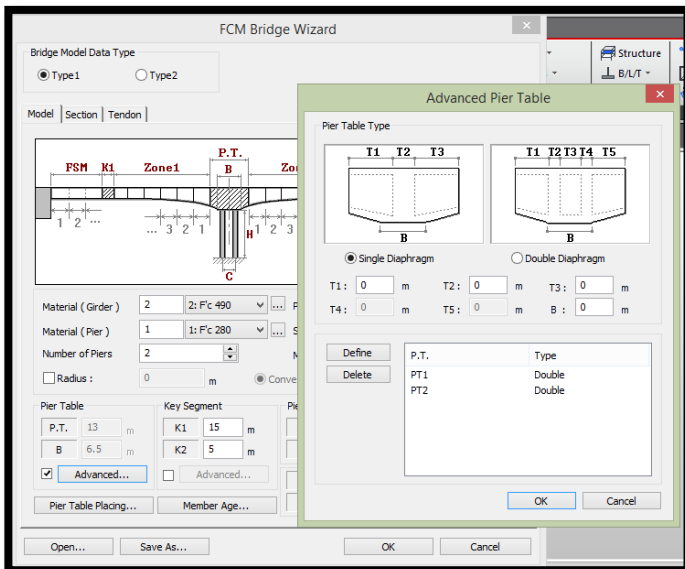 FCM Bridge Wizard
Bridge Model Data Type
Type1 Type2
Model Section Tendon
P.T.
FSM K1 Zone1 B Zo
1 2 ... ... 3 2 1 H 1 2 3
C
Material (Girder) 2 2: F'c 490 ... P
Material (Pier) 1 1: F'c 280 ... S
Number of Piers 2
Radius : 0 m Conve
Pier Table Key Segment Pie
P.T. 13 m K1 15 m
B 6.5 m K2 5 m
Advanced... Advanced...
Pier Table Placing... Member Age...
Open... Save As... OK Cancel
Structure
B/L/T
Advanced Pier Table
Pier Table Type
T1 T2 T3 T1 T2 T3 T4 T5
B B
Single Diaphragm Double Diaphragm
T1: 0 m T2: 0 m T3: 0 m
T4: 0 m T5: 0 m B : 0 m
Define P.T. Type
Delete PT1 Double
PT2 Double
OK Cancel